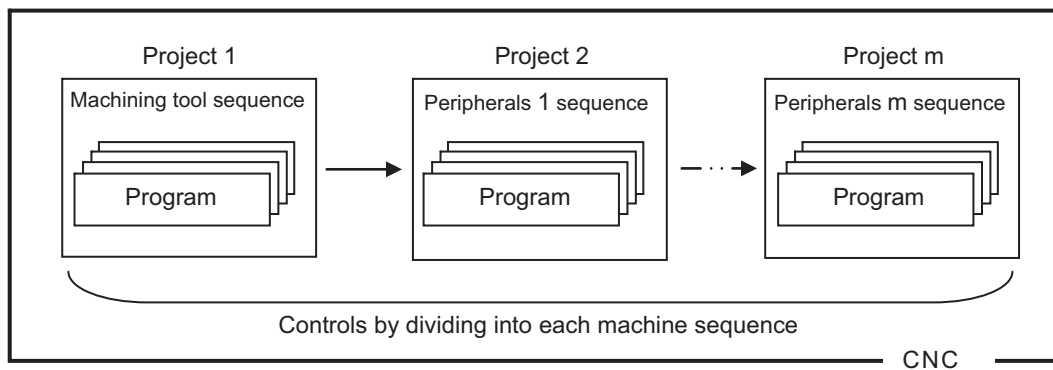 Project 1
Project 2
Project m
Machining tool sequence
Peripherals 1 sequence
Peripherals m sequence
Program
Program
Program
Controls by dividing into each machine sequence
CNC